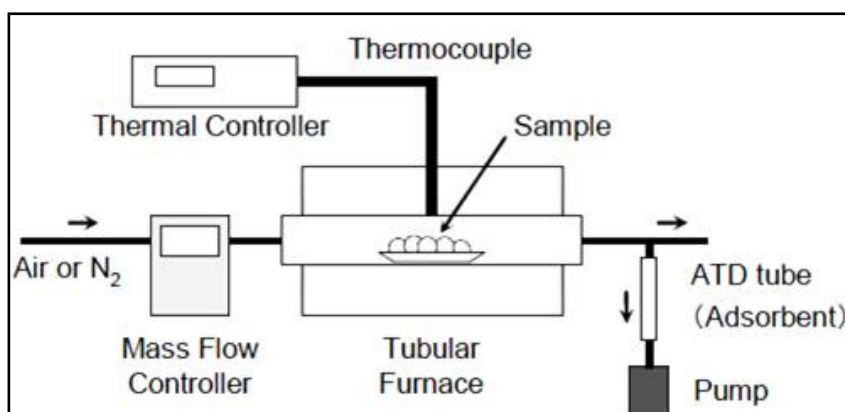 Thermocouple
Thermal Controller
Sample
Air or N₂
Mass Flow
Controller
Tubular
Furnace
ATD tube
（Adsorbent）
Pump